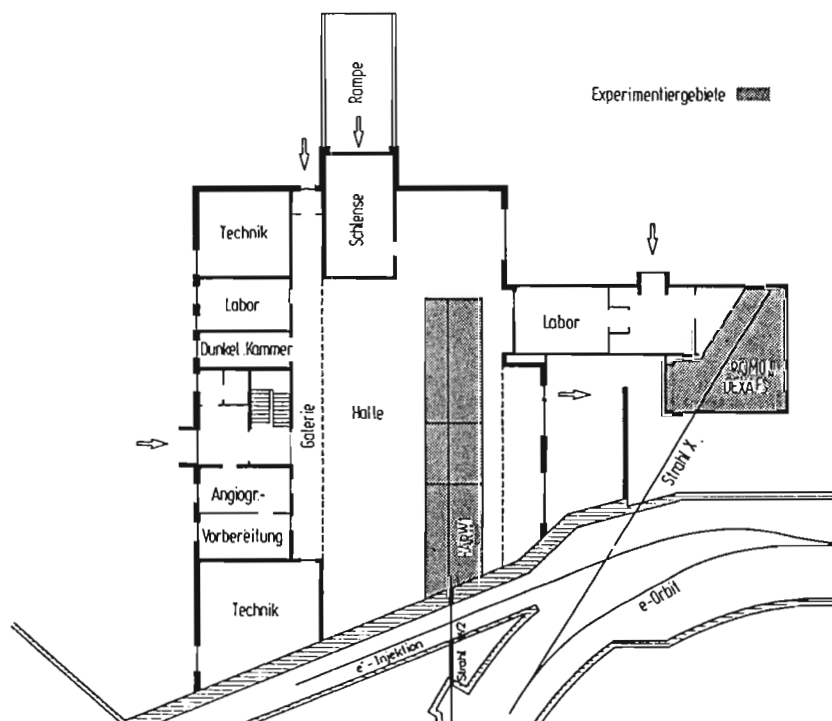 Rampe
Experimentiergebiete
Schleuse
Technik
Labor
Dunkel.Kammer
Labor
ROMO II
DEXAFS
Galerie
Halle
Strahl X.
Angiogr.-
Vorbereitung
HARWI
Technik
e⁻- Injektion
Strahl W2
e-Orbit